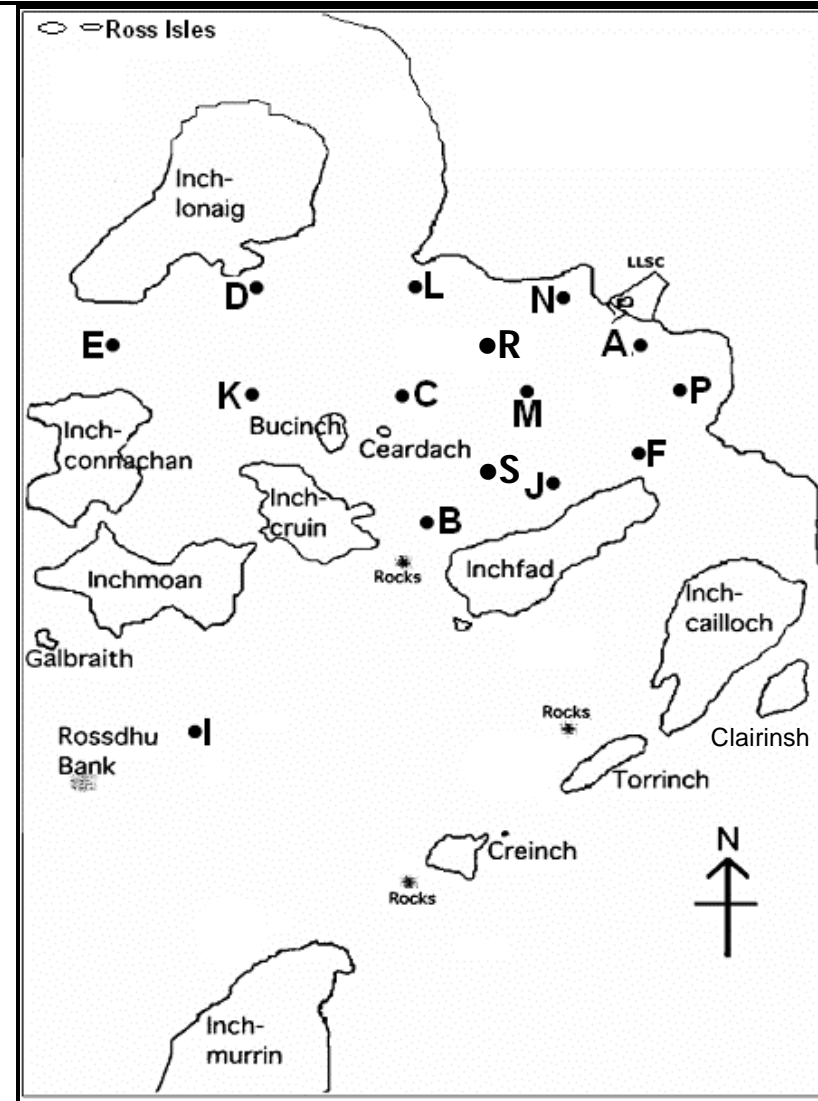 Ross Isles
Inch-
lonaig
LLSC
D
L
N
E
R
A
K
C
M
P
Bucinch
Ceardach
Inch-
connachan
F
S
J
Inch-
cruin
B
Rocks
Inchfad
Inchmoan
Inch-
cailloch
Galbraith
Rocks
I
Rossdhu
Bank
Clairinsh
Torrinch
N
Creinch
Rocks
Inch-
murrin